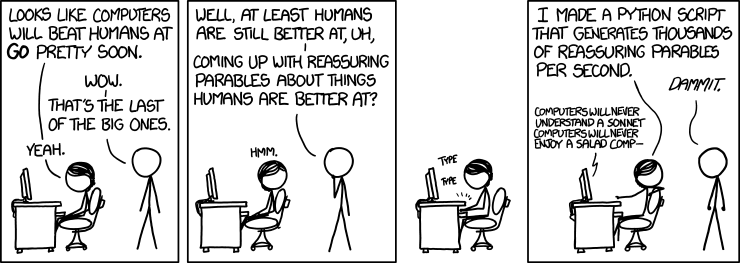 LOOKS LIKE COMPUTERS
WILL BEAT HUMANS AT
GO PRETTY SOON.
WOW.
THAT'S THE LAST
OF THE BIG ONES.
YEAH.
WELL, AT LEAST HUMANS
ARE STILL BETTER AT, UH,
COMING UP WITH REASSURING
PARABLES ABOUT THINGS
HUMANS ARE BETTER AT?
HMM.
TYPE
TYPE
I MADE A PYTHON SCRIPT
THAT GENERATES THOUSANDS
OF REASSURING PARABLES
PER SECOND.
DAMMIT.
COMPUTERS WILL NEVER
UNDERSTAND A SONNET
COMPUTERS WILL NEVER
ENJOY A SALAD COMP—